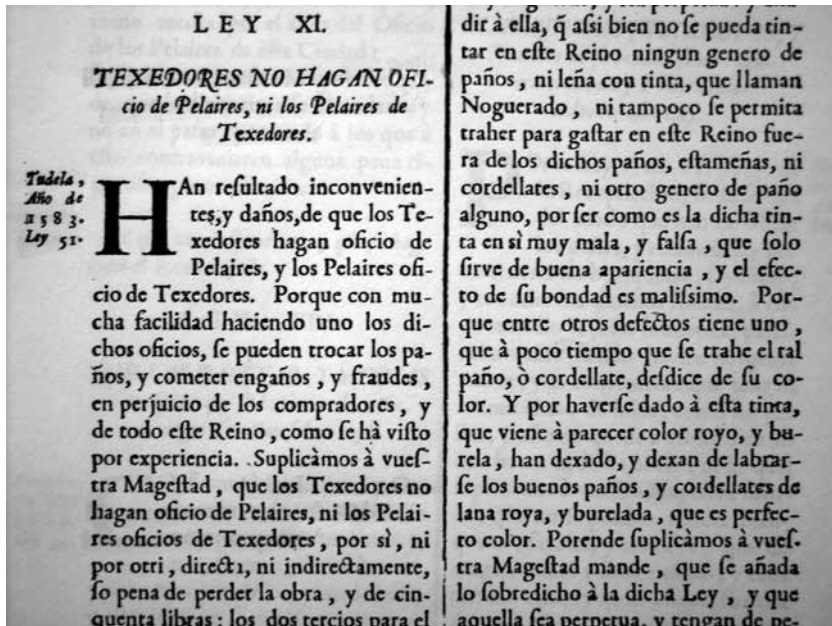 LEY XI.
TEXEDORES NO HAGAN OFI-
cio de Pelaires, ni los Pelaires de
Texedores.
Tudela,
Año de
1583.
Ley 51.
HAn reſultado inconvenien-
tes, y daños, de que los Te-
xedores hagan oficio de
Pelaires, y los Pelaires ofi-
cio de Texedores. Porque con mu-
cha facilidad haciendo uno los di-
chos oficios, ſe pueden trocar los pa-
ños, y cometer engaños, y fraudes,
en perjuicio de los compradores, y
de todo eſte Reino, como ſe hà viſto
por experiencia. Suplicàmos à vueſ-
tra Mageſtad, que los Texedores no
hagan oficio de Pelaires, ni los Pelai-
res oficios de Texedores, por sì, ni
por otri, directa, ni indirectamente,
ſo pena de perder la obra, y de cin-
quenta libras: los dos tercios para el
dir à ella, q̃ aſsi bien no ſe pueda tin-
tar en eſte Reino ningun genero de
paños, ni leña con tinta, que llaman
Noguerado, ni tampoco ſe permita
traher para gaſtar en eſte Reino fue-
ra de los dichos paños, eſtameñas, ni
cordellates, ni otro genero de paño
alguno, por ſer como es la dicha tin-
ta en sì muy mala, y falſa, que ſolo
ſirve de buena apariencia, y el efec-
to de ſu bondad es maliſsimo. Por-
que entre otros defectos tiene uno,
que à poco tiempo que ſe trahe el tal
paño, ò cordellate, deſdice de ſu co-
lor. Y por haverſe dado à eſta tinta,
que viene à parecer color royo, y bu-
rela, han dexado, y dexan de labrar-
ſe los buenos paños, y cordellates de
lana roya, y burelada, que es perfec-
to color. Porende ſuplicàmos à vueſ-
tra Mageſtad mande, que ſe añada
lo ſobredicho à la dicha Ley, y que
aquella ſea perpetua, y tengan de pe-